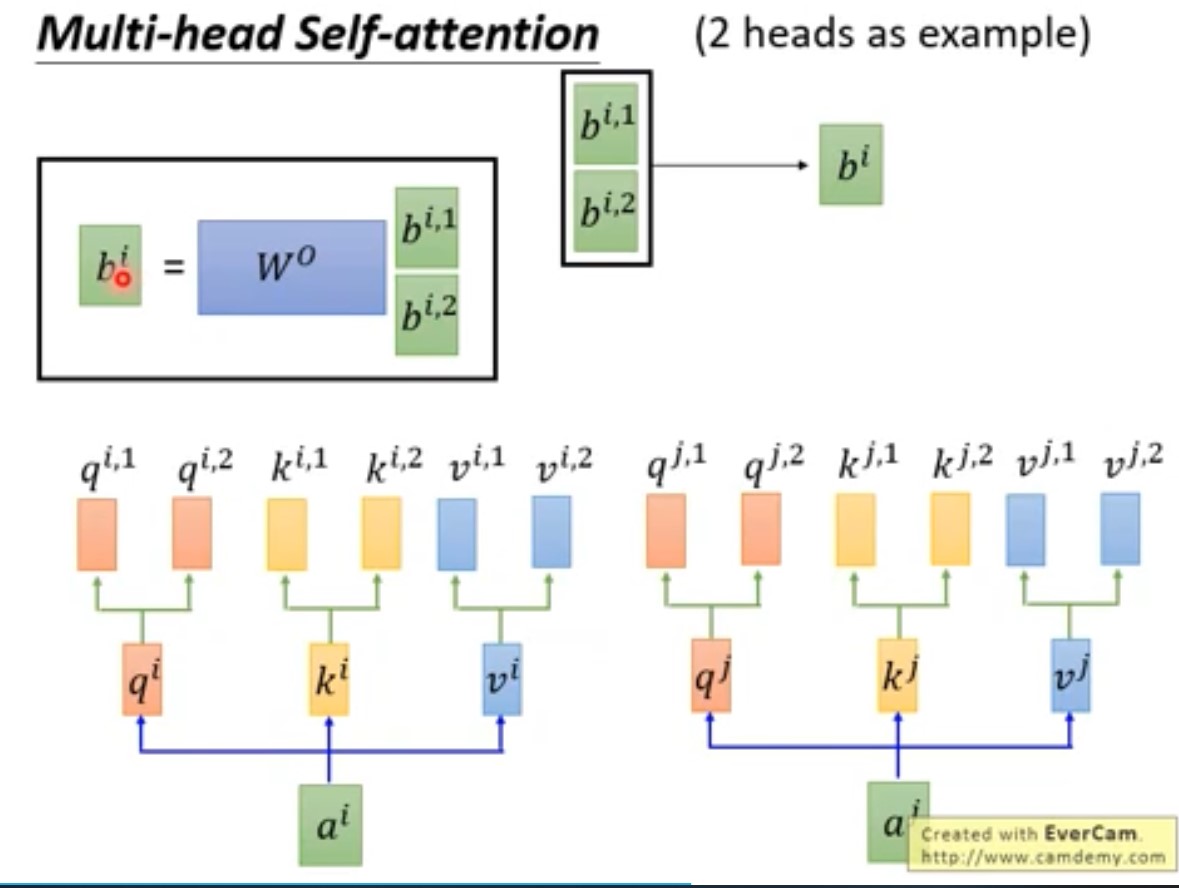 Multi-head Self-attention (2 heads as example)
b^{i,1}
b^{i,2}
b^i
b^i = W^O
b^{i,1}
b^{i,2}
q^{i,1} q^{i,2} k^{i,1} k^{i,2} v^{i,1} v^{i,2} q^{j,1} q^{j,2} k^{j,1} k^{j,2} v^{j,1} v^{j,2}
q^i k^i v^i q^j k^j v^j
a^i a^j
Created with EverCam.
http://www.camdemy.com